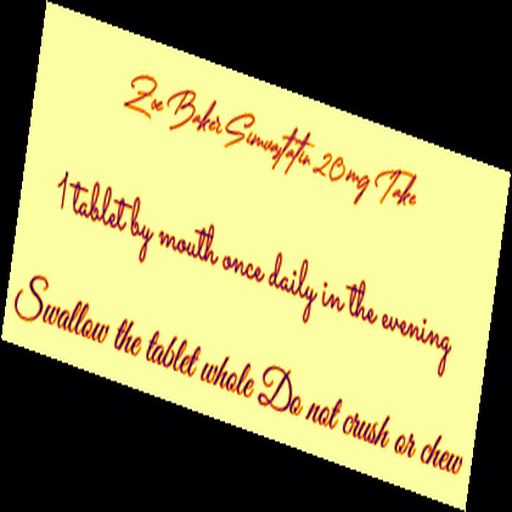 Zoe Baker Simvastatin 20mg Take
1 tablet by mouth once daily in the evening
Swallow the tablet whole Do not crush or chew